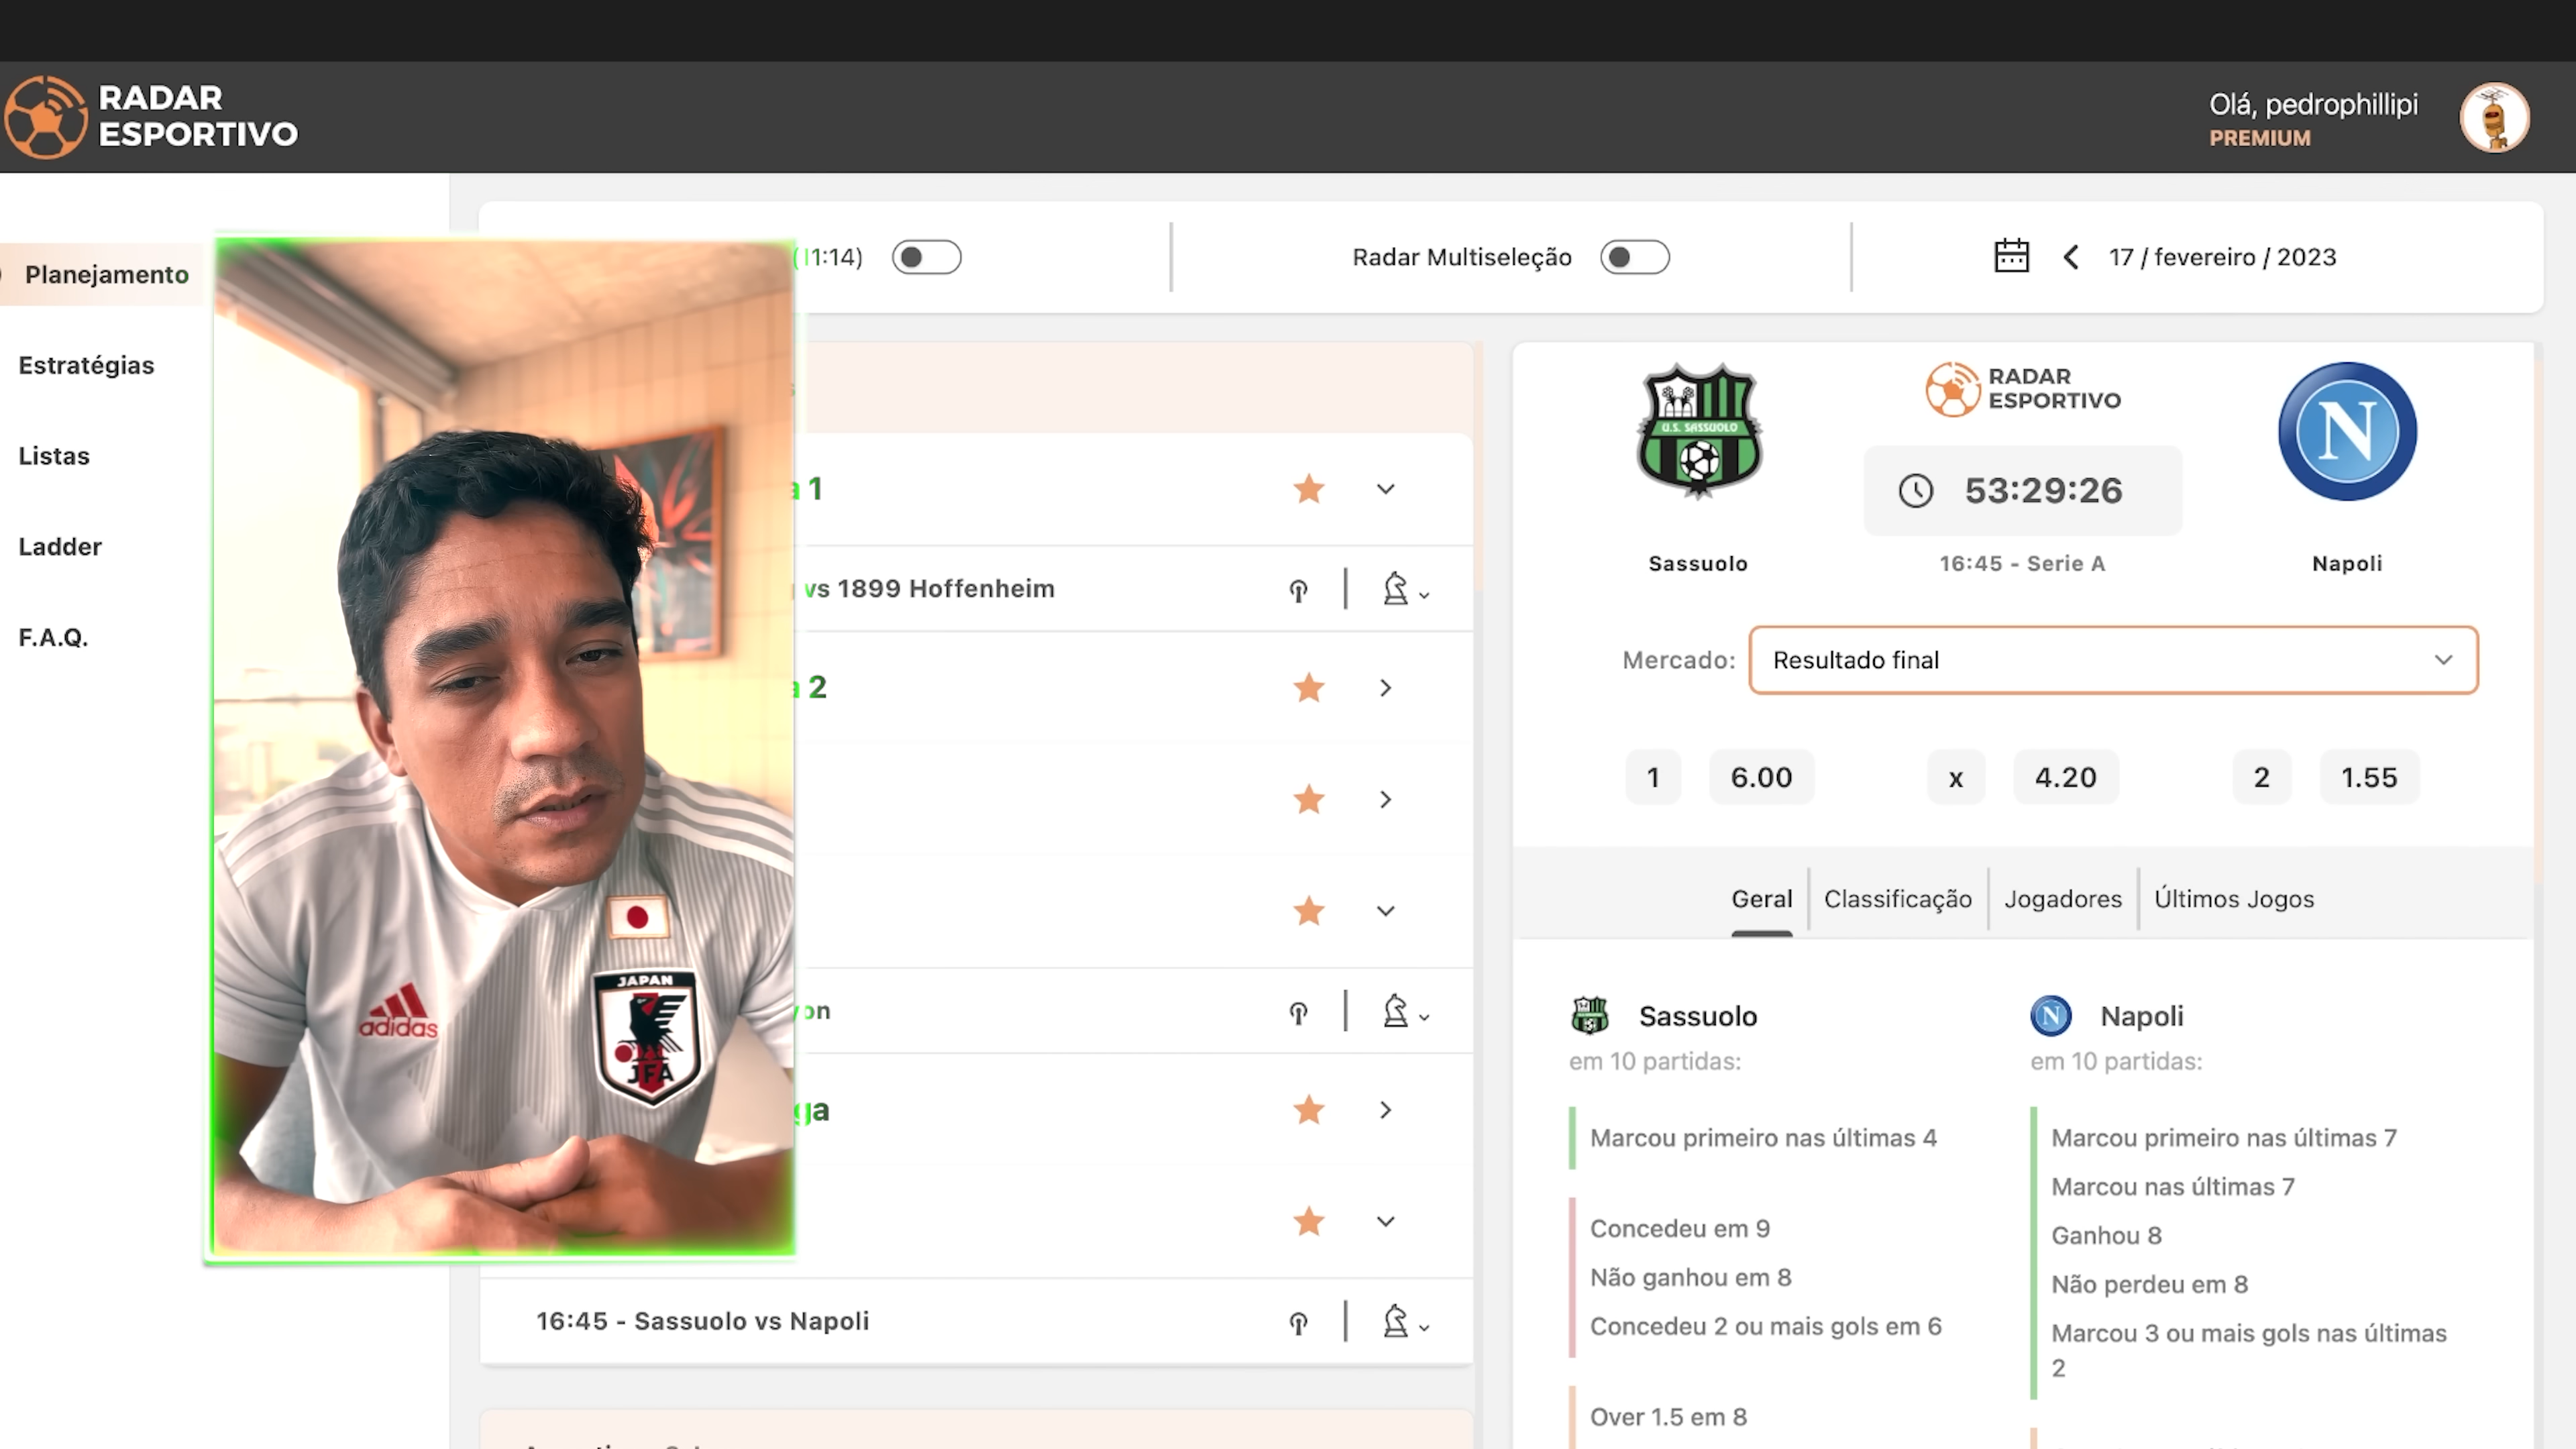 RADAR
ESPORTIVO
Olá, pedrophillipi
PREMIUM
Planejamento
Estratégias
Listas
Ladder
F.A.Q.
(11:14)
Radar Multiseleção
17 / fevereiro / 2023
1
vs 1899 Hoffenheim
2
16:45 - Sassuolo vs Napoli
adidas
JAPAN
JFA
U.S. SASSUOLO
RADAR
ESPORTIVO
N
53:29:26
Sassuolo
16:45 - Serie A
Napoli
Mercado:
Resultado final
1
6.00
x
4.20
2
1.55
Geral
Classificação
Jogadores
Últimos Jogos
Sassuolo
em 10 partidas:
Marcou primeiro nas últimas 4
Concedeu em 9
Não ganhou em 8
Concedeu 2 ou mais gols em 6
Over 1.5 em 8
N
Napoli
em 10 partidas:
Marcou primeiro nas últimas 7
Marcou nas últimas 7
Ganhou 8
Não perdeu em 8
Marcou 3 ou mais gols nas últimas
2